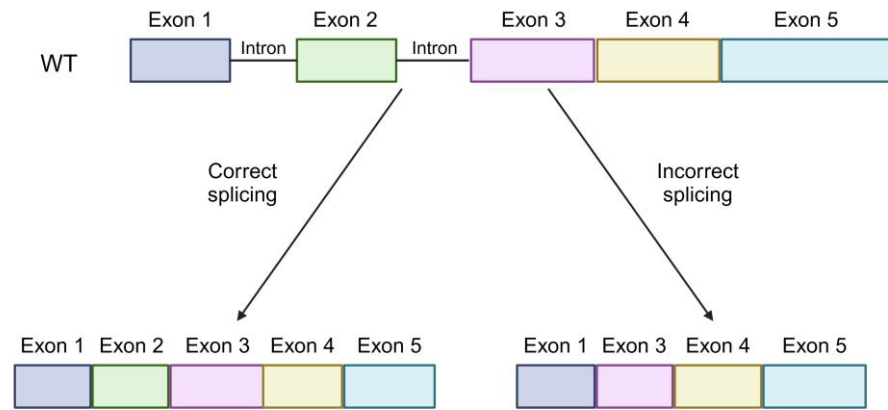 Exon 1 Exon 2 Exon 3 Exon 4 Exon 5
WT Intron Intron
Correct
splicing
Incorrect
splicing
Exon 1 Exon 2 Exon 3 Exon 4 Exon 5
Exon 1 Exon 3 Exon 4 Exon 5